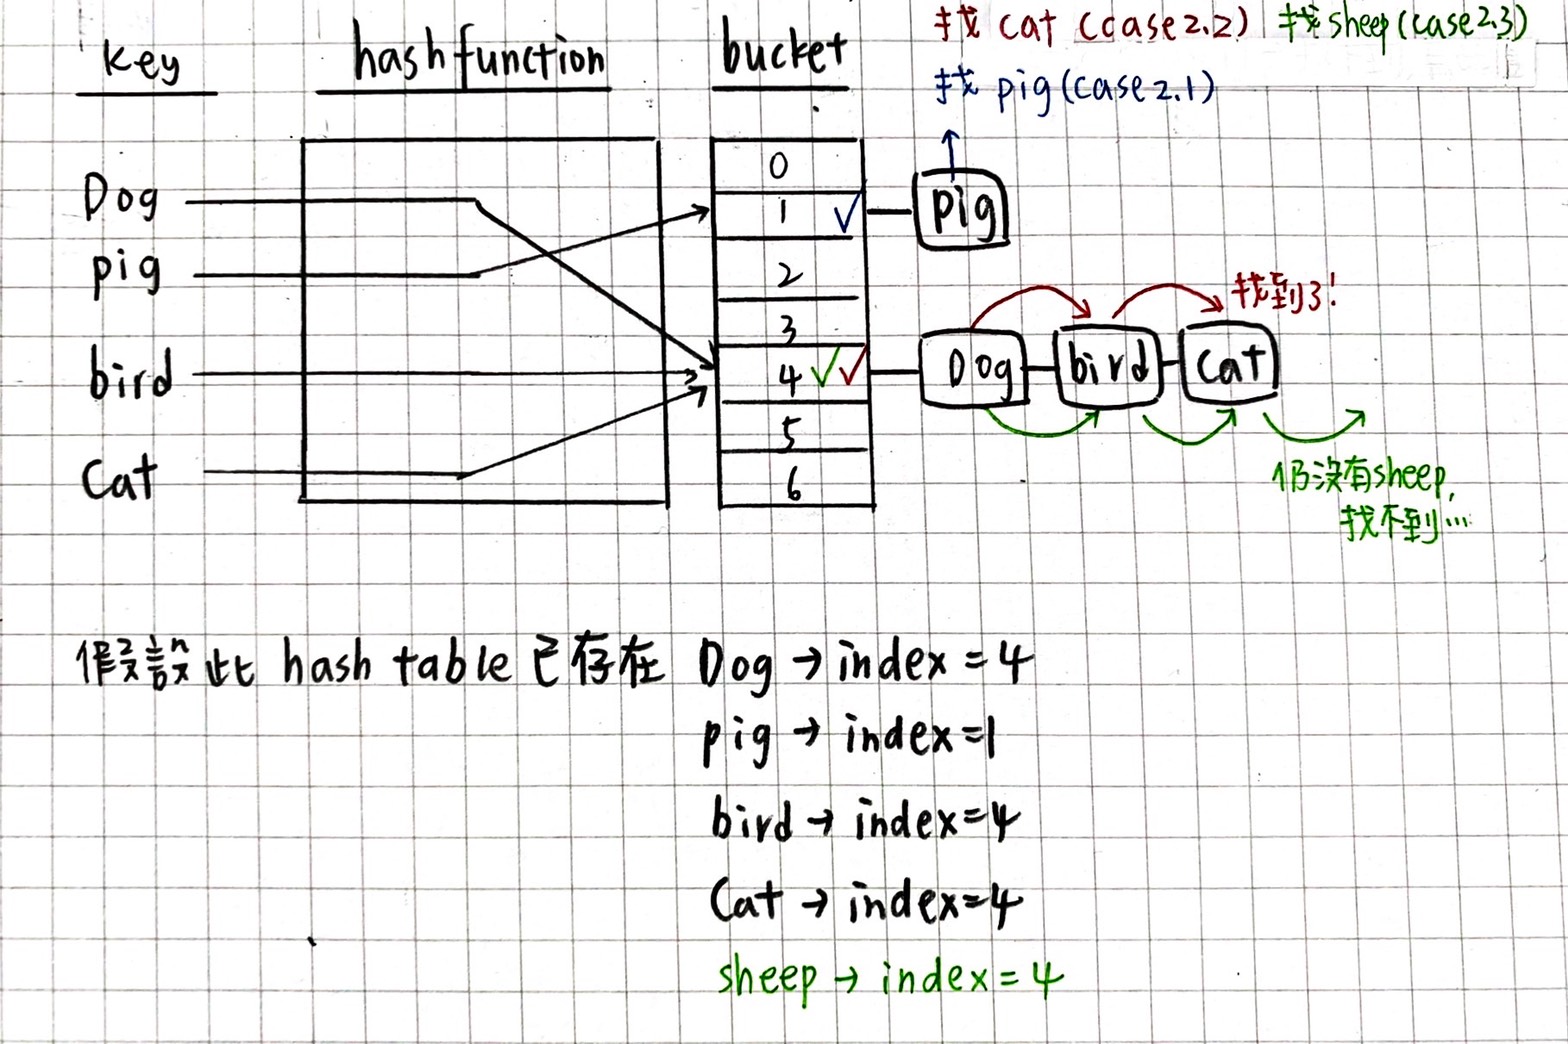 key hash function bucket
找 cat (case 2.2) 找 sheep (case 2.3)
找 pig (case 2.1)
0
Dog
1
pig
pig
2
3
找到了!
bird
4
Dog
bird
Cat
5
Cat
6
仍沒有sheep,
找不到...
假設此 hash table 已存在 Dog → index = 4
pig → index = 1
bird → index = 4
Cat → index = 4
sheep → index = 4